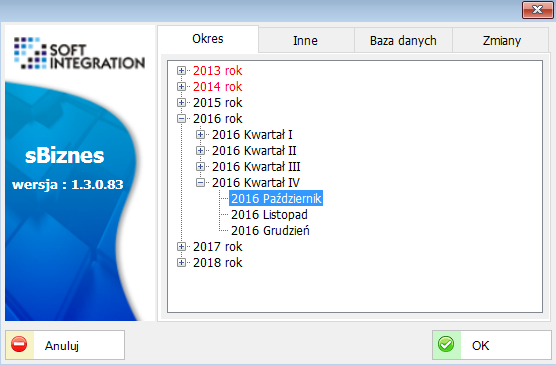 SOFT
INTEGRATION
sBiznes
wersja : 1.3.0.83
Okres
Inne
Baza danych
Zmiany
2013 rok
2014 rok
2015 rok
2016 rok
2016 Kwartał I
2016 Kwartał II
2016 Kwartał III
2016 Kwartał IV
2016 Październik
2016 Listopad
2016 Grudzień
2017 rok
2018 rok
Anuluj
OK